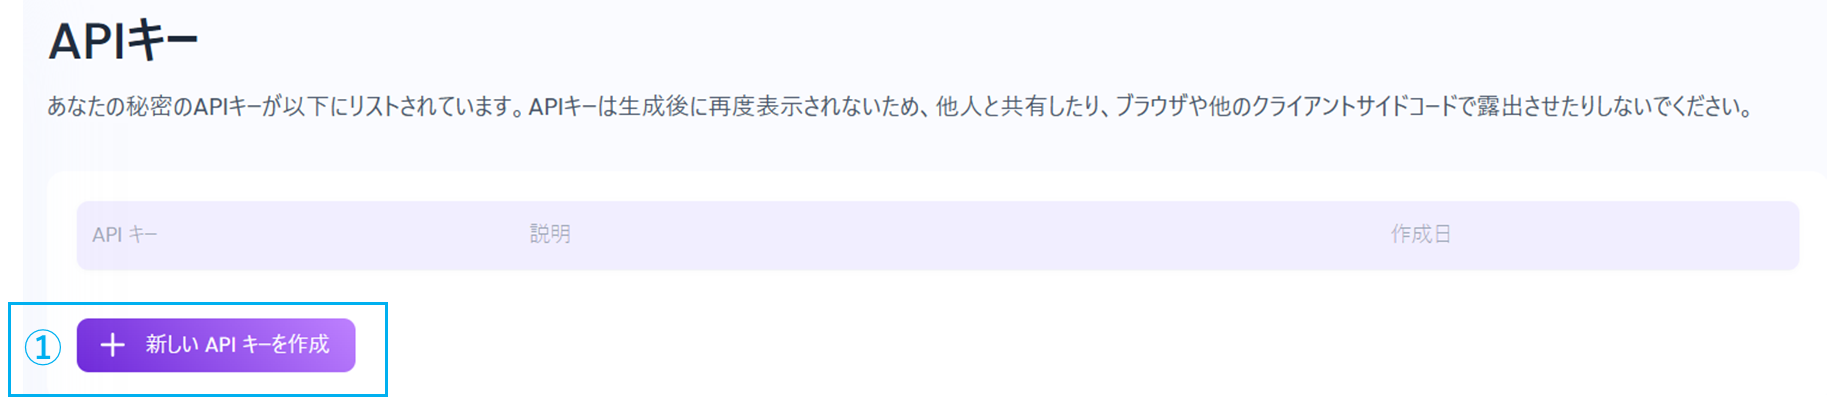 APIキー
あなたの秘密のAPIキーが以下にリストされています。APIキーは生成後に再度表示されないため、他人と共有したり、ブラウザや他のクライアントサイドコードで露出させたりしないでください。
API キー 説明 作成日
① + 新しい API キーを作成